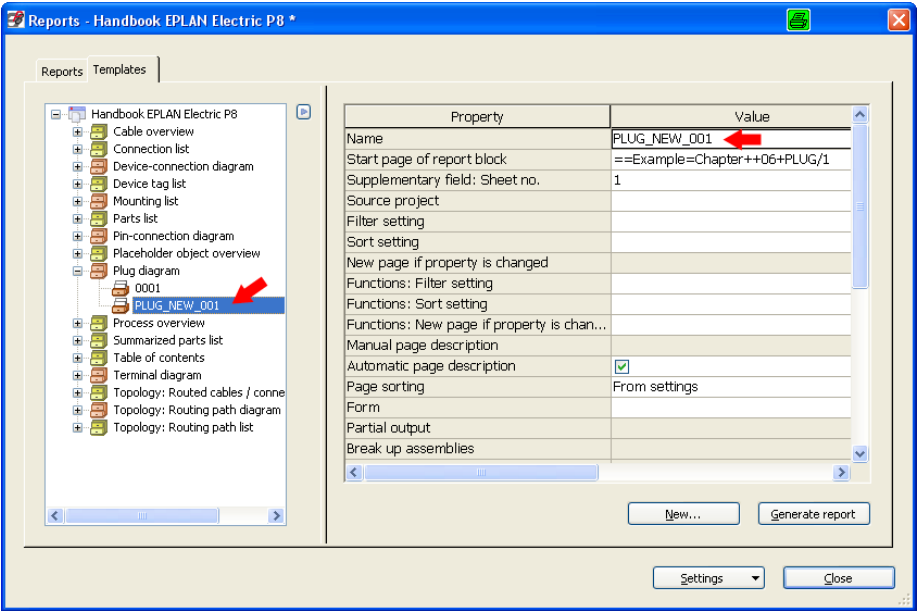 Reports - Handbook EPLAN Electric P8 *
Reports Templates
Handbook EPLAN Electric P8
Cable overview
Connection list
Device-connection diagram
Device tag list
Mounting list
Parts list
Pin-connection diagram
Placeholder object overview
Plug diagram
0001
PLUG_NEW_001
Process overview
Summarized parts list
Table of contents
Terminal diagram
Topology: Routed cables / conne
Topology: Routing path diagram
Topology: Routing path list
Property Value
Name PLUG_NEW_001
Start page of report block ==Example=Chapter++06+PLUG/1
Supplementary field: Sheet no. 1
Source project
Filter setting
Sort setting
New page if property is changed
Functions: Filter setting
Functions: Sort setting
Functions: New page if property is chan...
Manual page description
Automatic page description
Page sorting From settings
Form
Partial output
Break up assemblies
New... Generate report
Settings Close